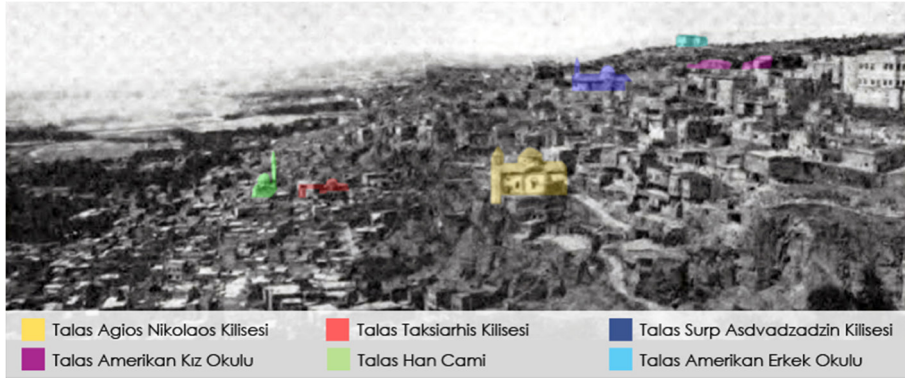 Talas Agios Nikolaos Kilisesi
Talas Taksiarhis Kilisesi
Talas Surp Asdvadzadzin Kilisesi
Talas Amerikan Kız Okulu
Talas Han Cami
Talas Amerikan Erkek Okulu